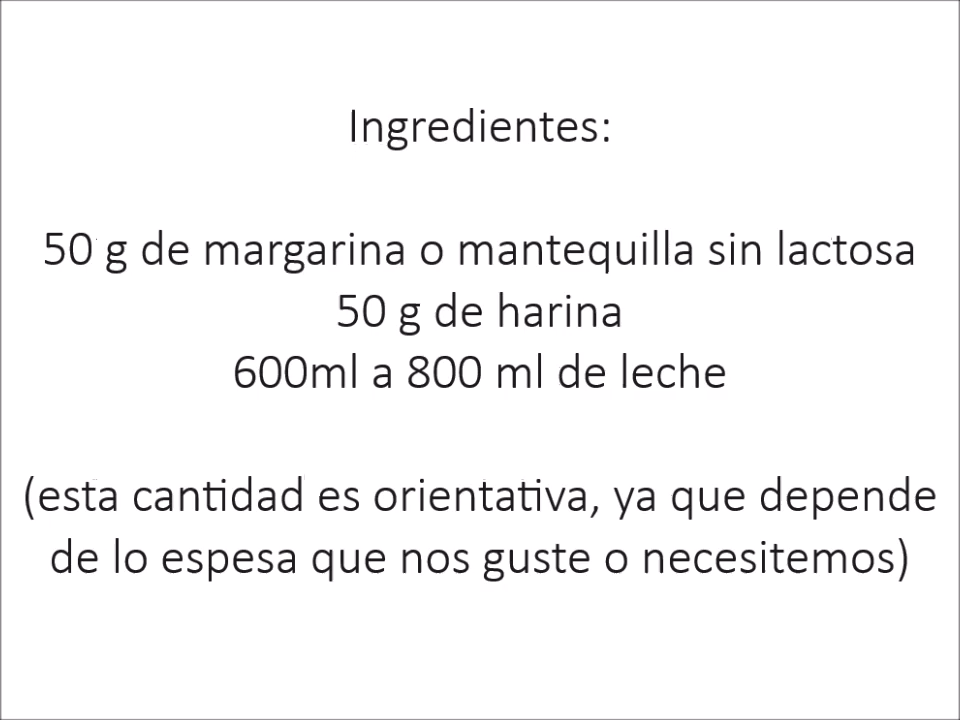 Ingredientes:
50 g de margarina o mantequilla sin lactosa
50 g de harina
600ml a 800 ml de leche
(esta cantidad es orientativa, ya que depende
de lo espesa que nos guste o necesitemos)